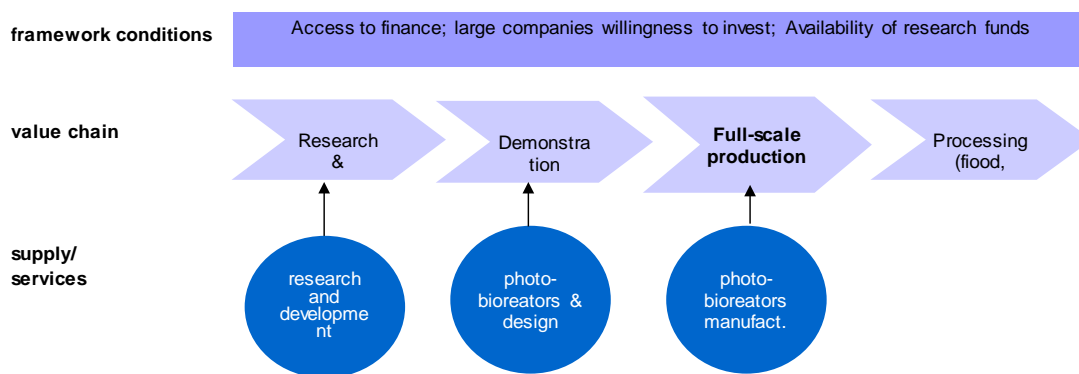 framework conditions
Access to finance; large companies willingness to invest; Availability of research funds
value chain
Research
&
Demonstra
tion
Full-scale
production
Processing
(fiood,
supply/
services
research
and
developme
nt
photo-
bioreators &
design
photo-
bioreators
manufact.